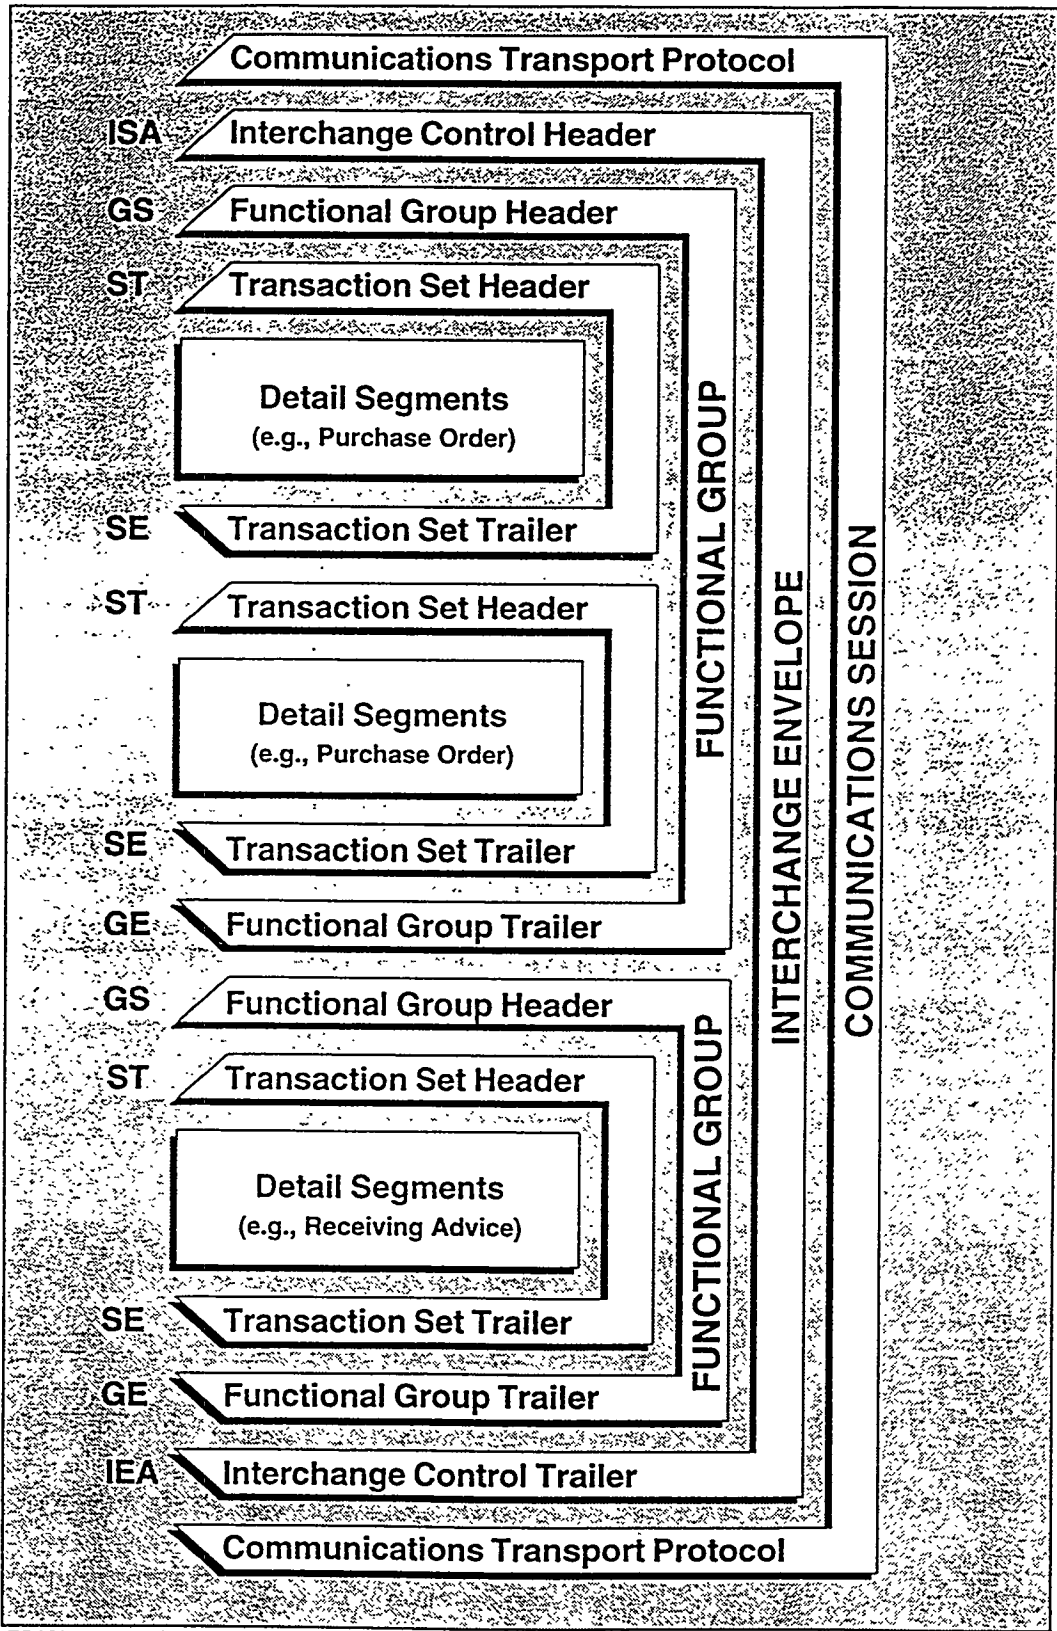 Communications Transport Protocol
ISA Interchange Control Header
GS Functional Group Header
ST Transaction Set Header
Detail Segments
(e.g., Purchase Order)
SE Transaction Set Trailer
ST Transaction Set Header
Detail Segments
(e.g., Purchase Order)
SE Transaction Set Trailer
GE Functional Group Trailer
FUNCTIONAL GROUP
GS Functional Group Header
ST Transaction Set Header
Detail Segments
(e.g., Receiving Advice)
SE Transaction Set Trailer
GE Functional Group Trailer
FUNCTIONAL GROUP
IEA Interchange Control Trailer
INTERCHANGE ENVELOPE
Communications Transport Protocol
COMMUNICATIONS SESSION